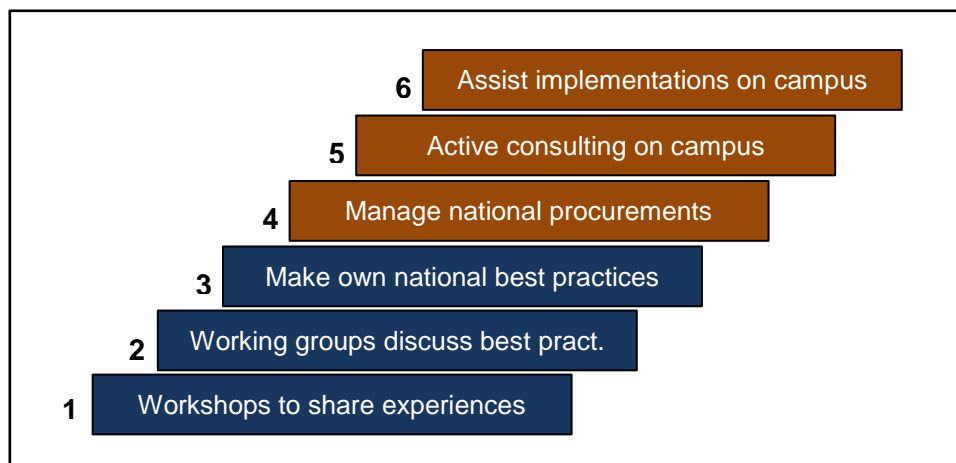 6 Assist implementations on campus
5 Active consulting on campus
4 Manage national procurements
3 Make own national best practices
2 Working groups discuss best pract.
1 Workshops to share experiences